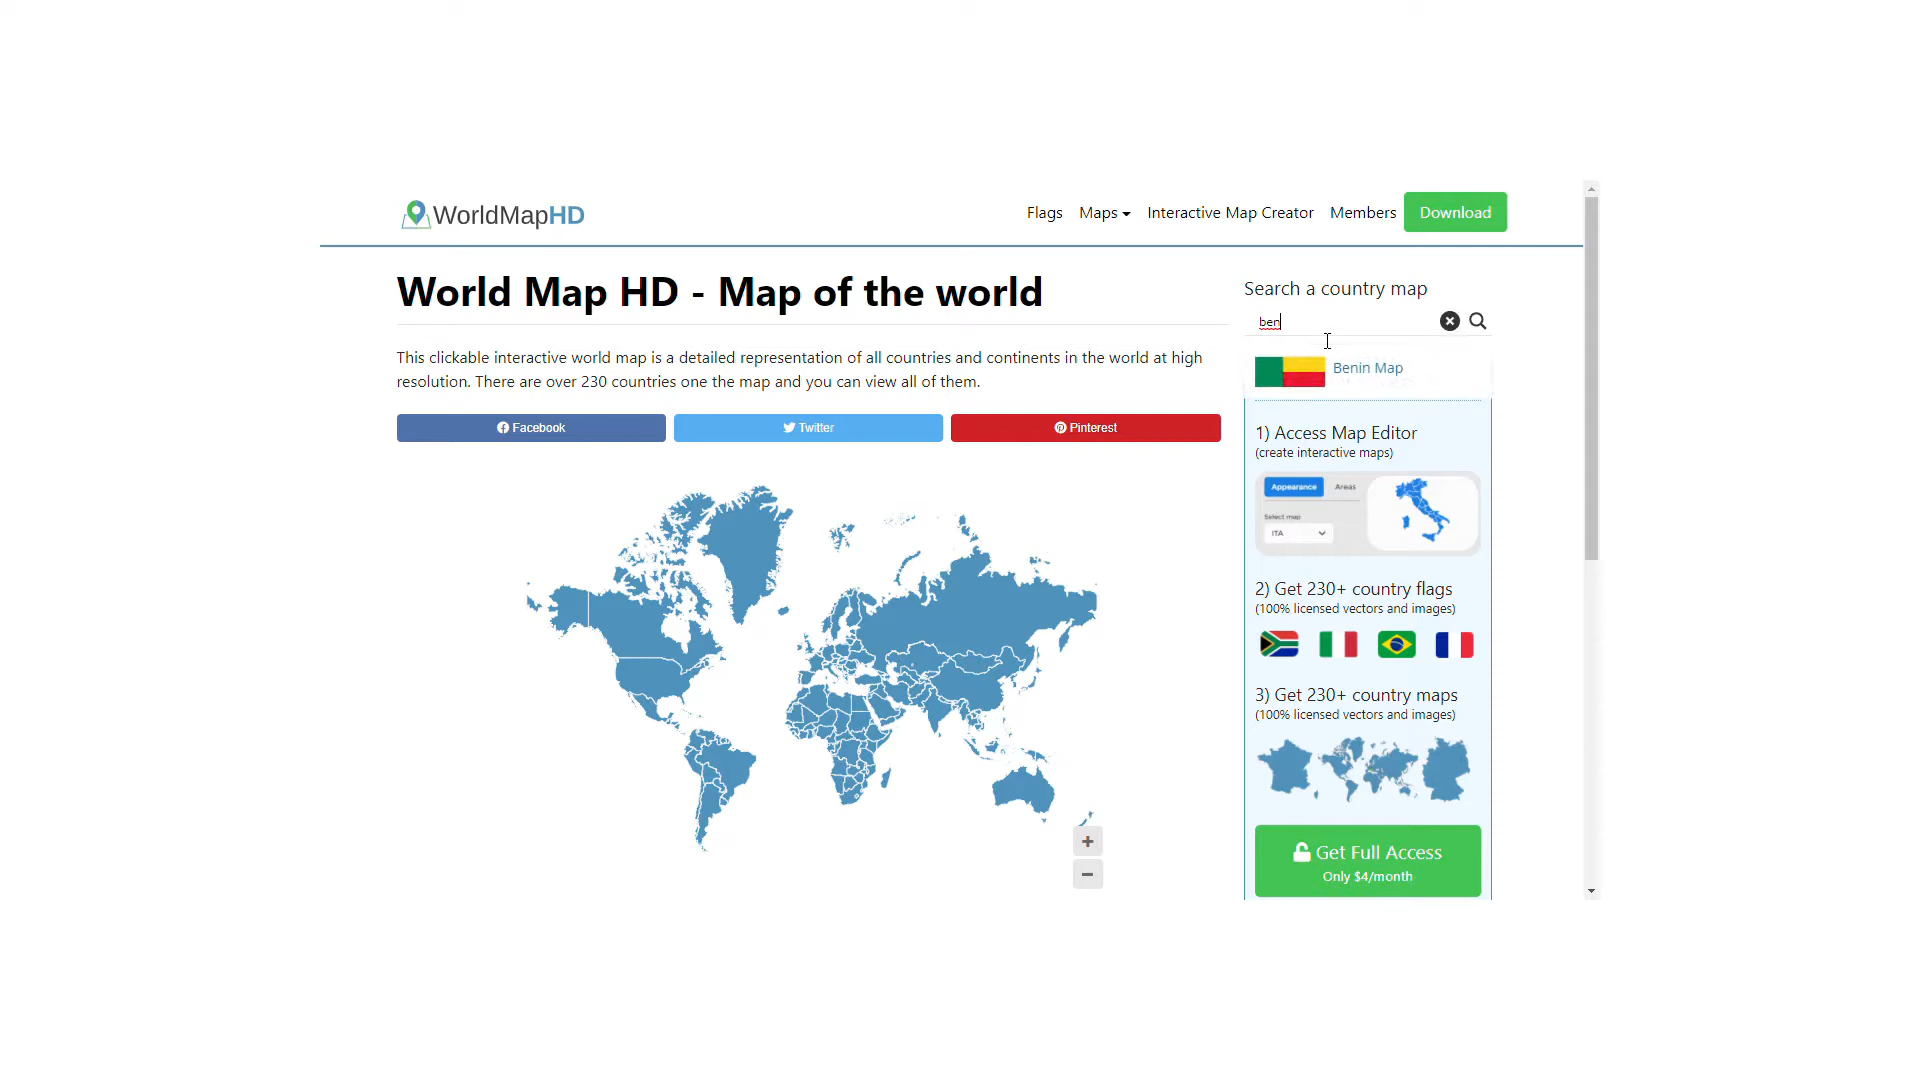 WorldMapHD
Flags Maps Interactive Map Creator Members Download
World Map HD - Map of the world
This clickable interactive world map is a detailed representation of all countries and continents in the world at high
resolution. There are over 230 countries one the map and you can view all of them.
Facebook Twitter Pinterest
+
−
Search a country map
ben
Benin Map
1) Access Map Editor
(create interactive maps)
Appearance Areas
Select map
ITA
2) Get 230+ country flags
(100% licensed vectors and images)
3) Get 230+ country maps
(100% licensed vectors and images)
Get Full Access
Only $4/month